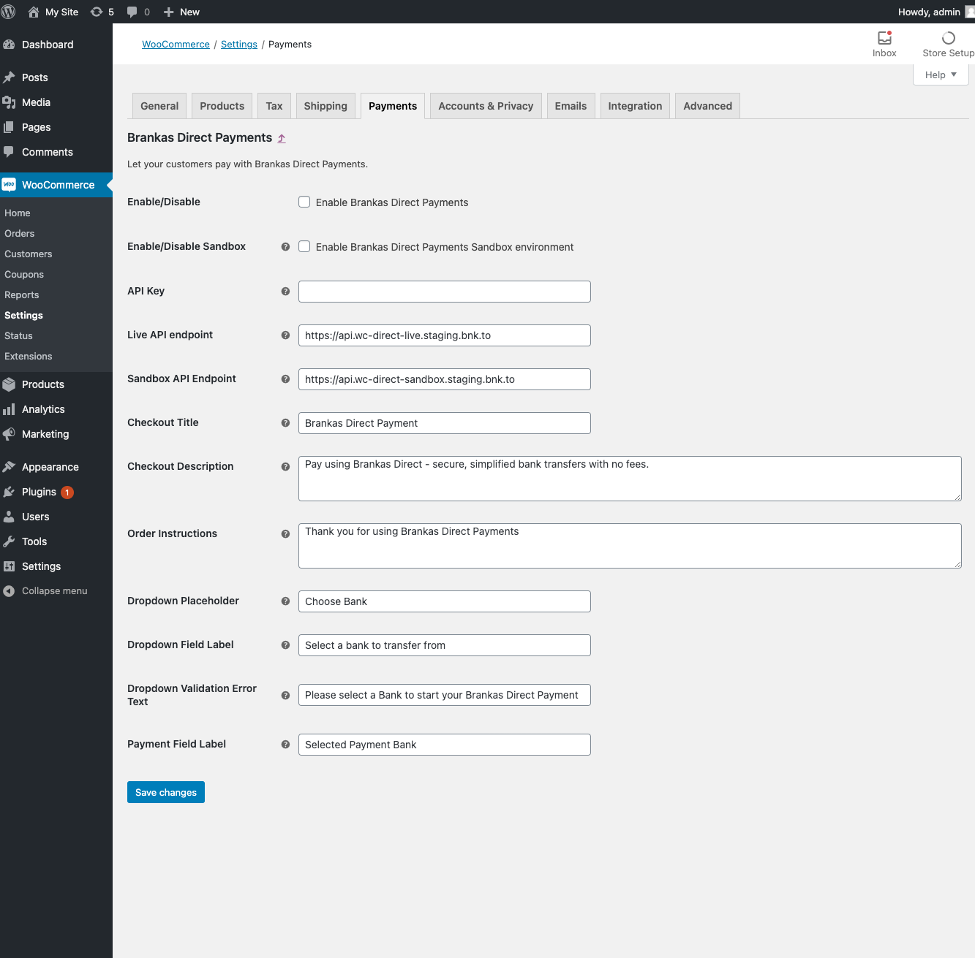 My Site 5 0 New Howdy, admin
Dashboard
Posts
Media
Pages
Comments
WooCommerce
Home
Orders
Customers
Coupons
Reports
Settings
Status
Extensions
Products
Analytics
Marketing
Appearance
Plugins 1
Users
Tools
Settings
Collapse menu
WooCommerce / Settings / Payments
Inbox
Store Setup
Help
General Products Tax Shipping Payments Accounts & Privacy Emails Integration Advanced
Brankas Direct Payments
Let your customers pay with Brankas Direct Payments.
Enable/Disable Enable Brankas Direct Payments
Enable/Disable Sandbox Enable Brankas Direct Payments Sandbox environment
API Key
Live API endpoint https://api.wc-direct-live.staging.bnk.to
Sandbox API Endpoint https://api.wc-direct-sandbox.staging.bnk.to
Checkout Title Brankas Direct Payment
Checkout Description Pay using Brankas Direct - secure, simplified bank transfers with no fees.
Order Instructions Thank you for using Brankas Direct Payments
Dropdown Placeholder Choose Bank
Dropdown Field Label Select a bank to transfer from
Dropdown Validation Error
Text
Please select a Bank to start your Brankas Direct Payment
Payment Field Label Selected Payment Bank
Save changes